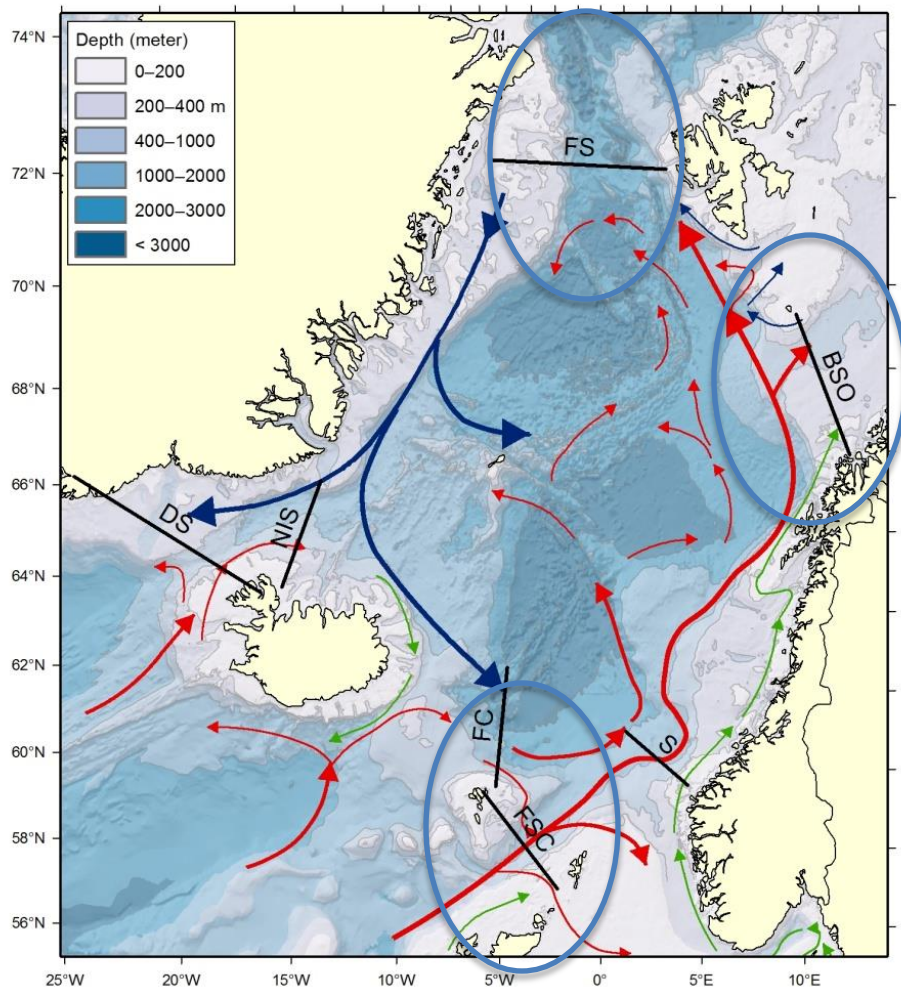 74°N
72°N
70°N
68°N
66°N
64°N
62°N
60°N
58°N
56°N
Depth (meter)
0–200
200–400 m
400–1000
1000–2000
2000–3000
< 3000
FS
BSO
DS
NIS
FC
S
FSC
25°W
20°W
15°W
10°W
5°W
0°
5°E
10°E